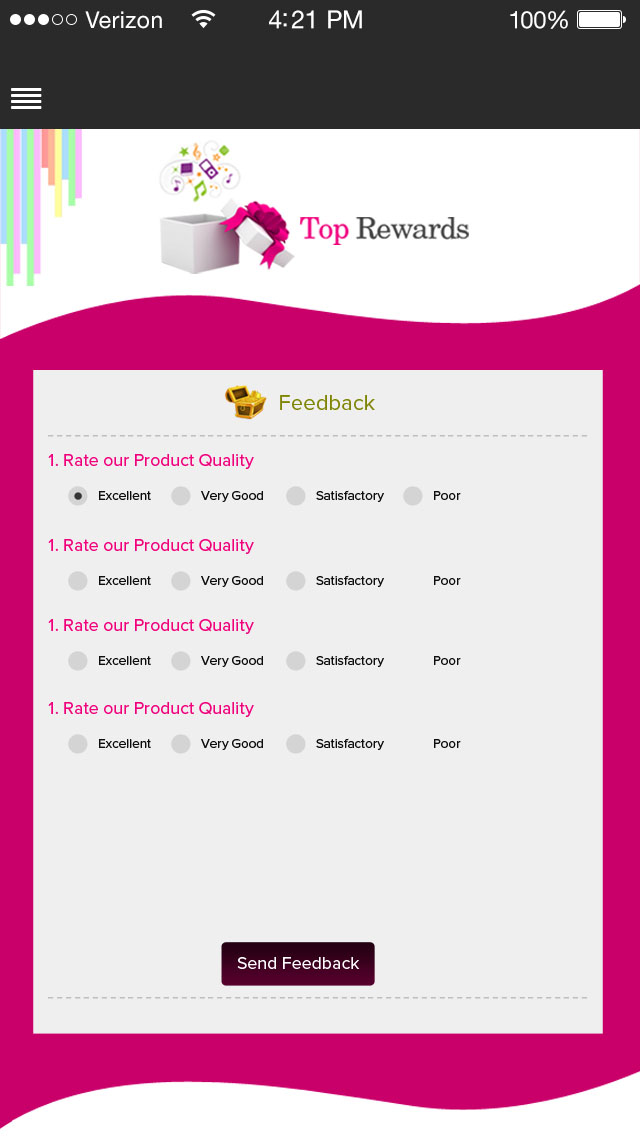 Verizon 4:21 PM 100%
Top Rewards
Feedback
1. Rate our Product Quality
Excellent Very Good Satisfactory Poor
1. Rate our Product Quality
Excellent Very Good Satisfactory Poor
1. Rate our Product Quality
Excellent Very Good Satisfactory Poor
1. Rate our Product Quality
Excellent Very Good Satisfactory Poor
Send Feedback